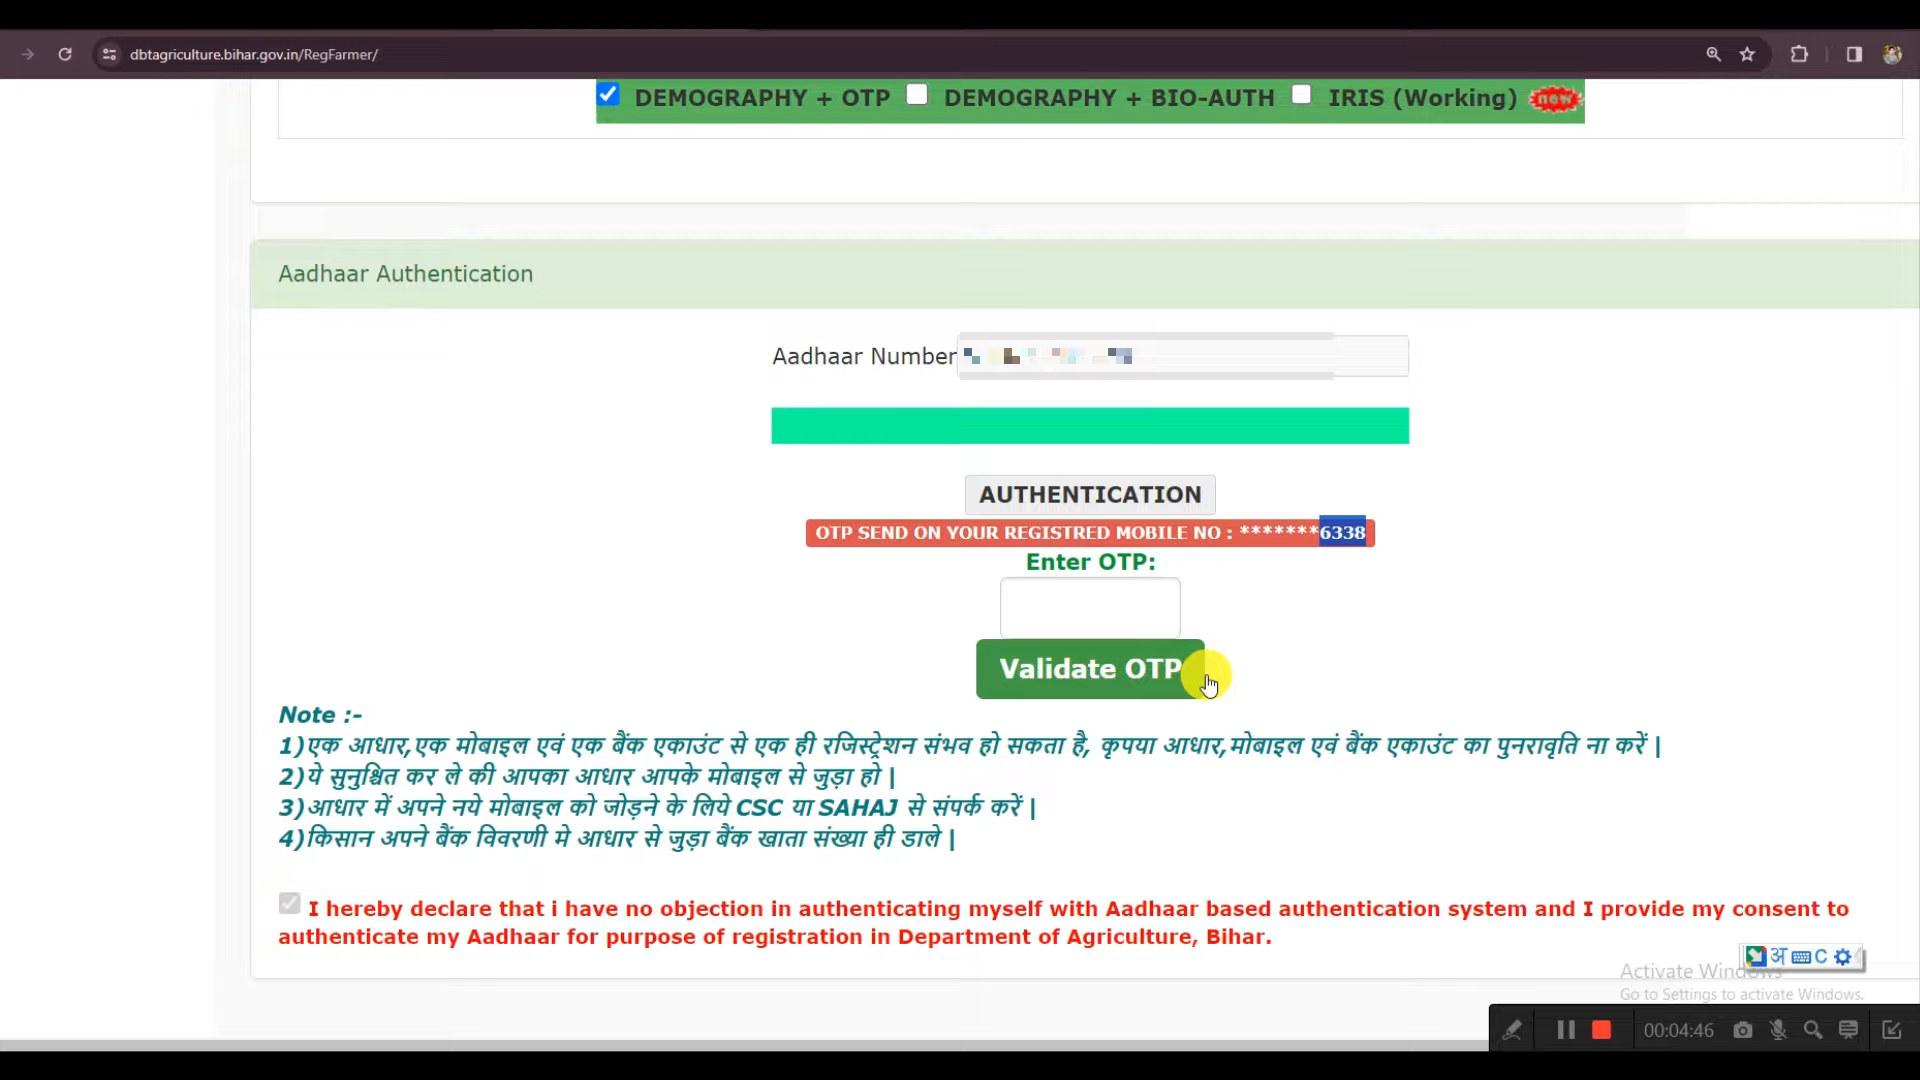 dbtagriculture.bihar.gov.in/RegFarmer/
DEMOGRAPHY + OTP DEMOGRAPHY + BIO-AUTH IRIS (Working) new
Aadhaar Authentication
Aadhaar Number
AUTHENTICATION
OTP SEND ON YOUR REGISTRED MOBILE NO : *******6338
Enter OTP:
Validate OTP
Note :-
1)एक आधार,एक मोबाइल एवं एक बैंक एकाउंट से एक ही रजिस्ट्रेशन संभव हो सकता है, कृपया आधार,मोबाइल एवं बैंक एकाउंट का पुनरावृति ना करें |
2)ये सुनुश्चित कर ले की आपका आधार आपके मोबाइल से जुड़ा हो |
3)आधार में अपने नये मोबाइल को जोड़ने के लिये CSC या SAHAJ से संपर्क करें |
4)किसान अपने बैंक विवरणी मे आधार से जुड़ा बैंक खाता संख्या ही डाले |
I hereby declare that i have no objection in authenticating myself with Aadhaar based authentication system and I provide my consent to
authenticate my Aadhaar for purpose of registration in Department of Agriculture, Bihar.
अ C
Activate Windows
Go to Settings to activate Windows.
00:04:46